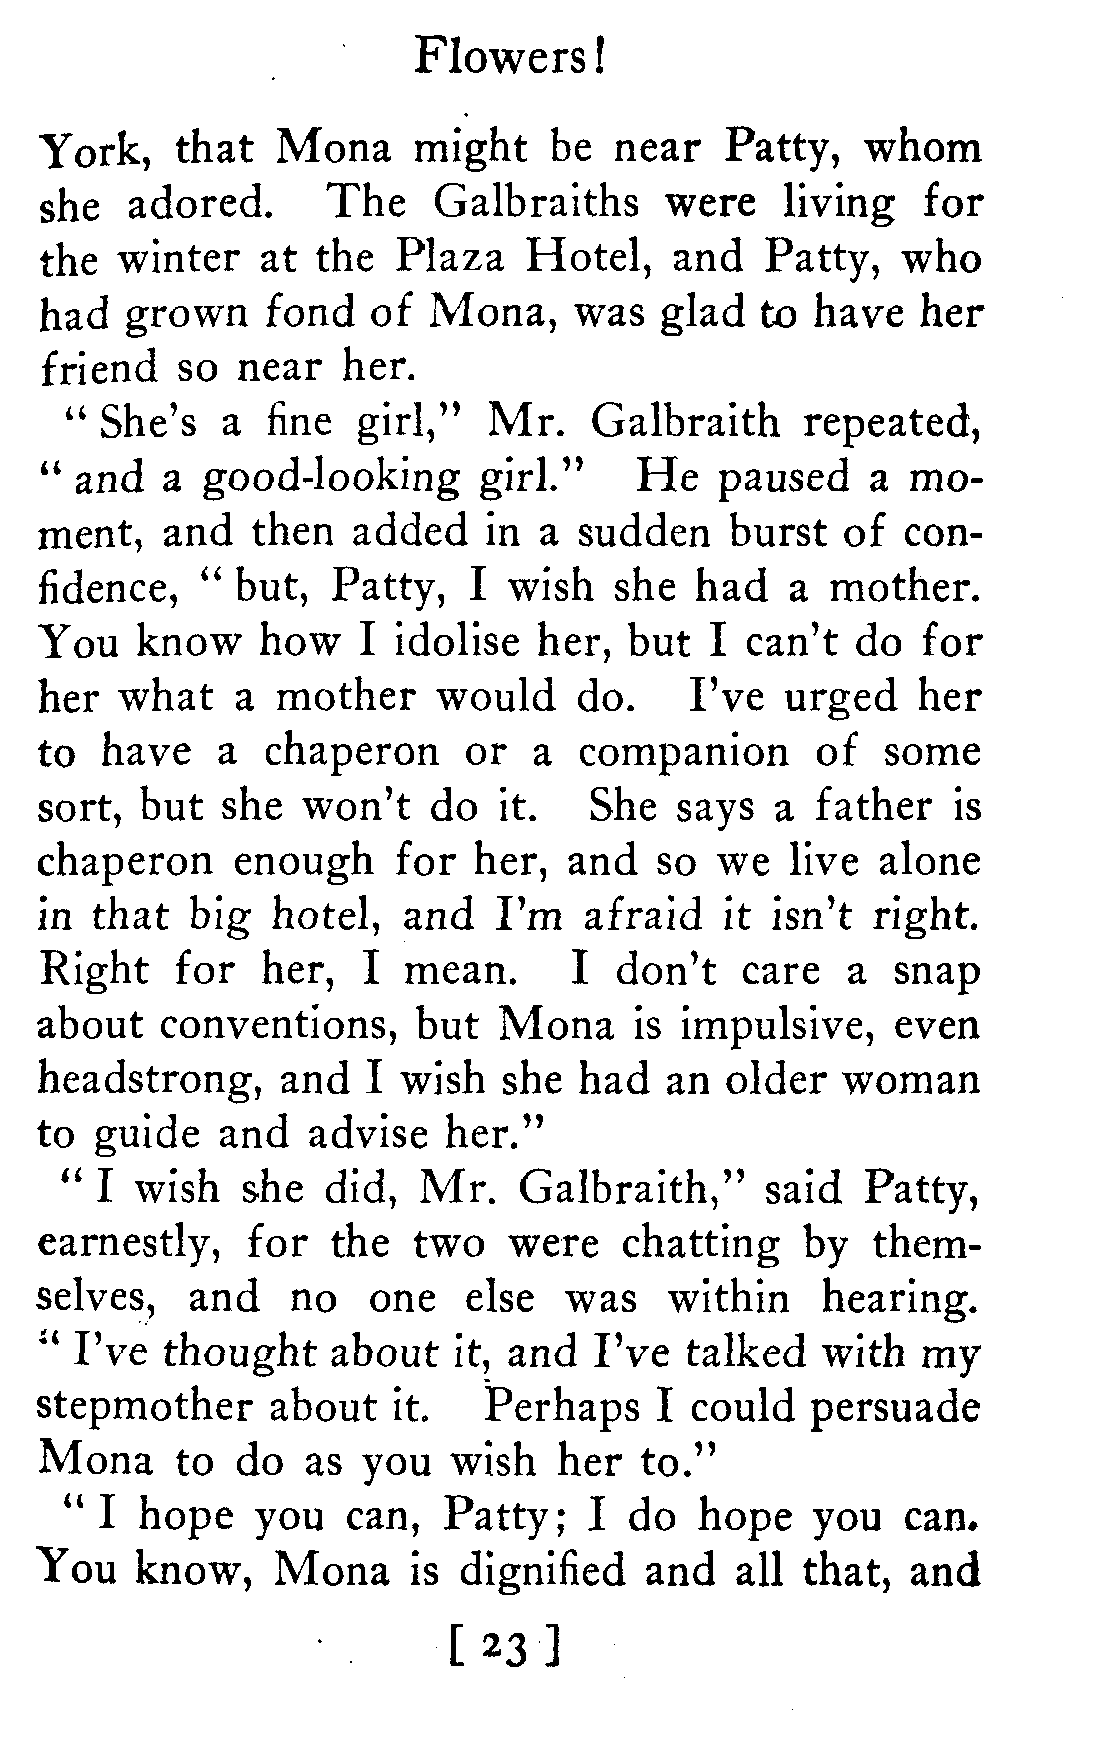 Flowers!
York, that Mona might be near Patty, whom
she adored. The Galbraiths were living for
the winter at the Plaza Hotel, and Patty, who
had grown fond of Mona, was glad to have her
friend so near her.
" She's a fine girl," Mr. Galbraith repeated,
" and a good-looking girl." He paused a mo-
ment, and then added in a sudden burst of con-
fidence, " but, Patty, I wish she had a mother.
You know how I idolise her, but I can't do for
her what a mother would do. I've urged her
to have a chaperon or a companion of some
sort, but she won't do it. She says a father is
chaperon enough for her, and so we live alone
in that big hotel, and I'm afraid it isn't right.
Right for her, I mean. I don't care a snap
about conventions, but Mona is impulsive, even
headstrong, and I wish she had an older woman
to guide and advise her."
" I wish she did, Mr. Galbraith," said Patty,
earnestly, for the two were chatting by them-
selves, and no one else was within hearing.
" I've thought about it, and I've talked with my
stepmother about it. Perhaps I could persuade
Mona to do as you wish her to."
" I hope you can, Patty; I do hope you can.
You know, Mona is dignified and all that, and
[ 23 ]